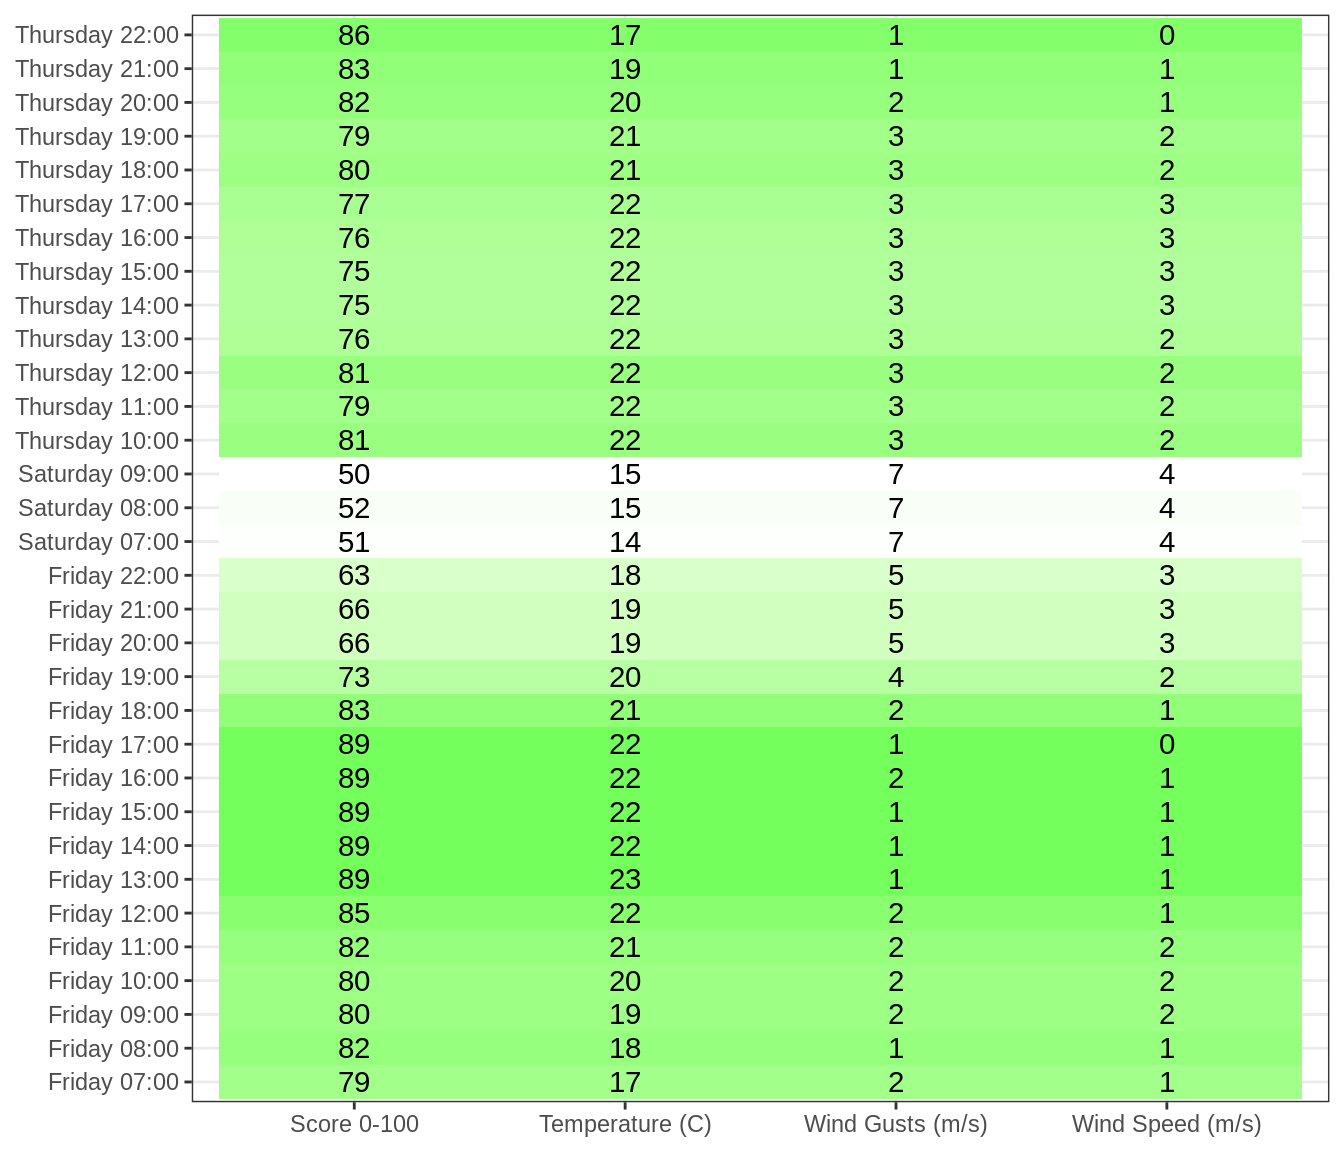 Thursday 22:00 86 17 1 0
Thursday 21:00 83 19 1 1
Thursday 20:00 82 20 2 1
Thursday 19:00 79 21 3 2
Thursday 18:00 80 21 3 2
Thursday 17:00 77 22 3 3
Thursday 16:00 76 22 3 3
Thursday 15:00 75 22 3 3
Thursday 14:00 75 22 3 3
Thursday 13:00 76 22 3 2
Thursday 12:00 81 22 3 2
Thursday 11:00 79 22 3 2
Thursday 10:00 81 22 3 2
Saturday 09:00 50 15 7 4
Saturday 08:00 52 15 7 4
Saturday 07:00 51 14 7 4
Friday 22:00 63 18 5 3
Friday 21:00 66 19 5 3
Friday 20:00 66 19 5 3
Friday 19:00 73 20 4 2
Friday 18:00 83 21 2 1
Friday 17:00 89 22 1 0
Friday 16:00 89 22 2 1
Friday 15:00 89 22 1 1
Friday 14:00 89 22 1 1
Friday 13:00 89 23 1 1
Friday 12:00 85 22 2 1
Friday 11:00 82 21 2 2
Friday 10:00 80 20 2 2
Friday 09:00 80 19 2 2
Friday 08:00 82 18 1 1
Friday 07:00 79 17 2 1
Score 0-100 Temperature (C) Wind Gusts (m/s) Wind Speed (m/s)